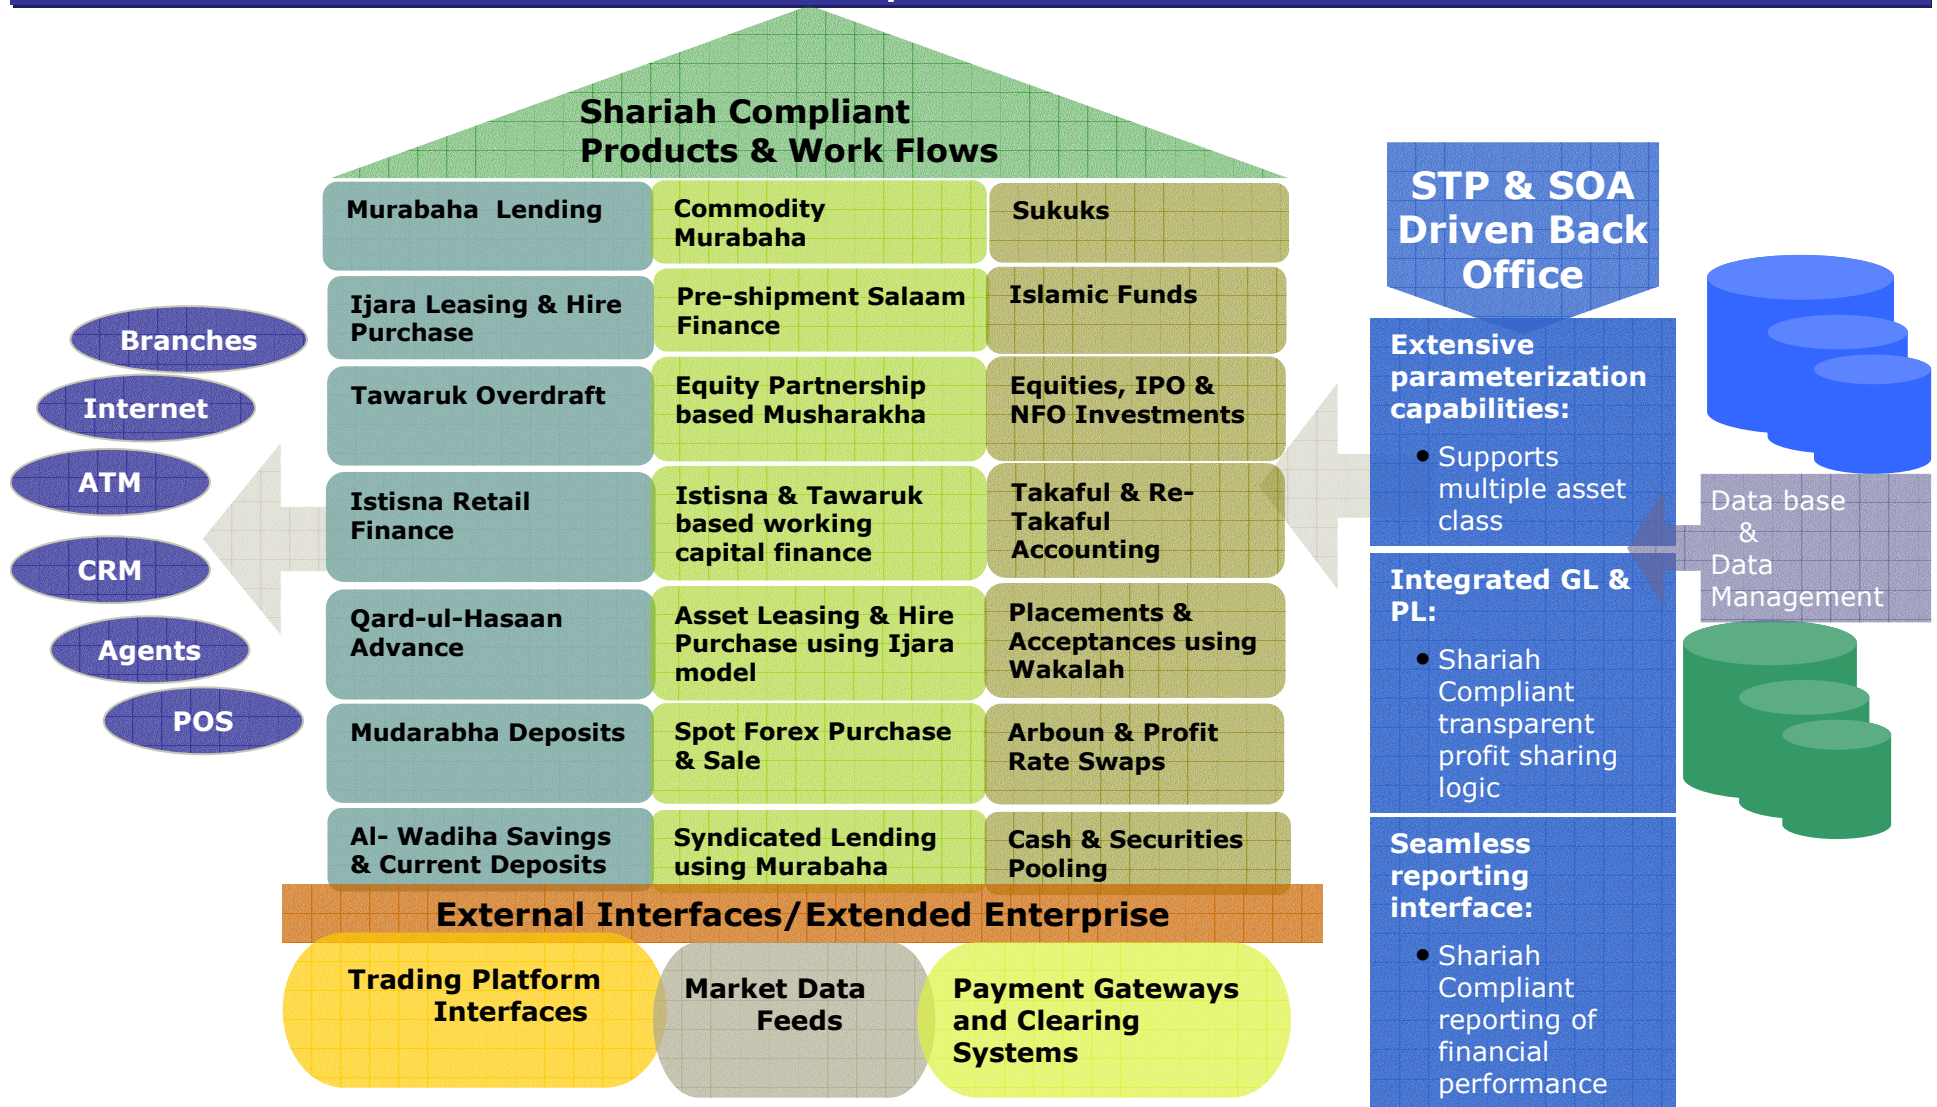 Shariah Compliant
Products & Work Flows
Murabaha  Lending
Ijara Leasing & Hire
Purchase
Tawaruk Overdraft
Istisna Retail
Finance
Qard-ul-Hasaan
Advance
Mudarabha Deposits
Al- Wadiha Savings
& Current Deposits
Commodity
Murabaha
Pre-shipment Salaam
Finance
Equity Partnership
based Musharakha
Istisna & Tawaruk
based working
capital finance
Asset Leasing & Hire
Purchase using Ijara
model
Spot Forex Purchase
& Sale
Syndicated Lending
using Murabaha
Sukuks
Islamic Funds
Equities, IPO &
NFO Investments
Takaful & Re-
Takaful
Accounting
Placements &
Acceptances using
Wakalah
Arboun & Profit
Rate Swaps
Cash & Securities
Pooling
Branches
Internet
ATM
CRM
Agents
POS
External Interfaces/Extended Enterprise
Trading Platform
Interfaces
Market Data
Feeds
Payment Gateways
and Clearing
Systems
STP & SOA
Driven Back
Office
Extensive
parameterization
capabilities:
• Supports
multiple asset
class
Integrated GL &
PL:
• Shariah
Compliant
transparent
profit sharing
logic
Seamless
reporting
interface:
• Shariah
Compliant
reporting of
financial
performance
Data base
&
Data
Management